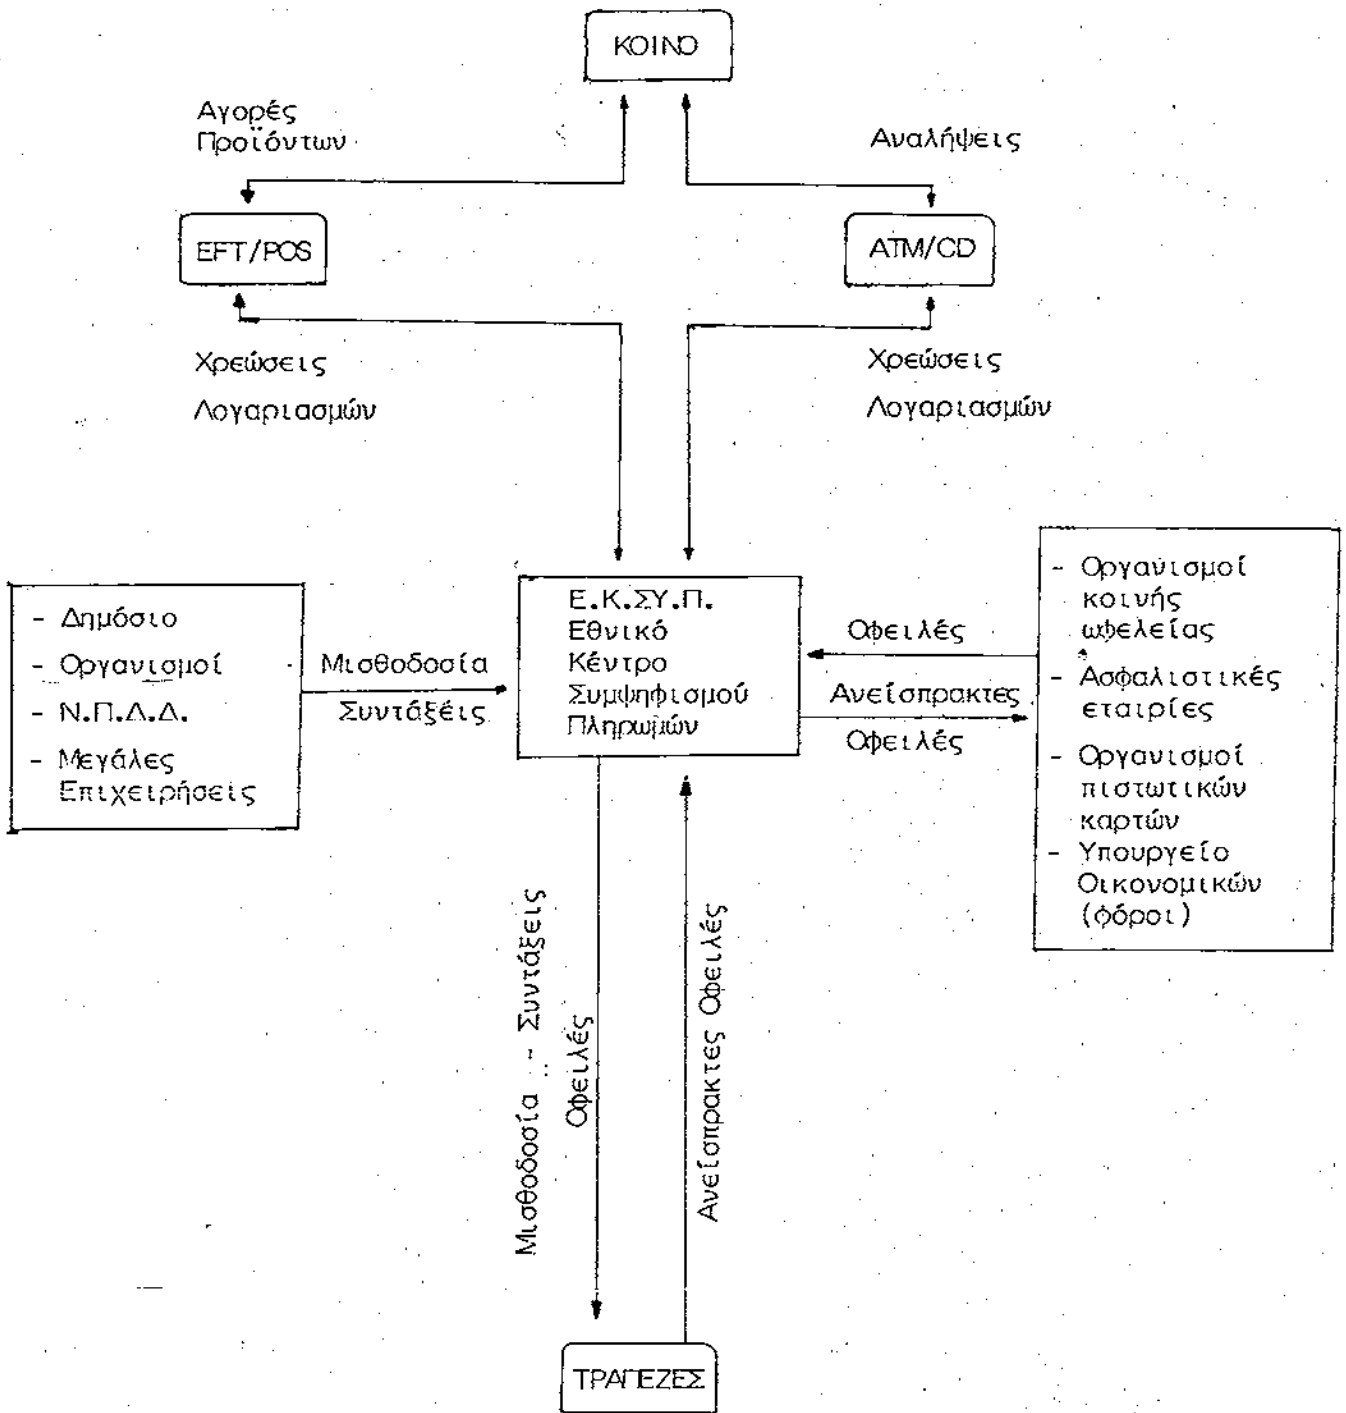 ΚΟΙΝΟ
Αγορές
Προϊόντων
Αναλήψεις
EFT/POS
ATM/CD
Χρεώσεις
Λογαριασμών
Χρεώσεις
Λογαριασμών
- Δημόσιο
- Οργανισμοί
- Ν.Π.Δ.Δ.
- Μεγάλες
Επιχειρήσεις
Μισθοδοσία
Συντάξεις
Ε.Κ.ΣΥ.Π.
Εθνικό
Κέντρο
Συμψηφισμού
Πληρωμών
Οφειλές
Ανείσπρακτες
Οφειλές
- Οργανισμοί
κοινής
ωφελείας
- Ασφαλιστικές
εταιρίες
- Οργανισμοί
πιστωτικών
καρτών
- Υπουργείο
Οικονομικών
(φόροι)
Μισθοδοσία - Συντάξεις
Οφειλές
Ανείσπρακτες Οφειλές
ΤΡΑΠΕΖΕΣ